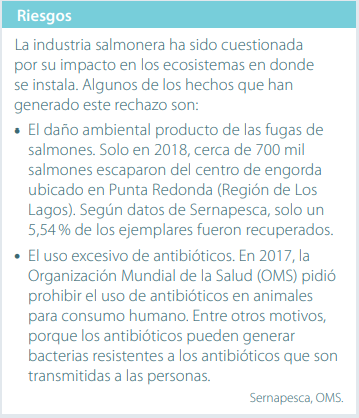 Riesgos
La industria salmonera ha sido cuestionada
por su impacto en los ecosistemas en donde
se instala. Algunos de los hechos que han
generado este rechazo son:
• El daño ambiental producto de las fugas de
salmones. Solo en 2018, cerca de 700 mil
salmones escaparon del centro de engorda
ubicado en Punta Redonda (Región de Los
Lagos). Según datos de Sernapesca, solo un
5,54 % de los ejemplares fueron recuperados.
• El uso excesivo de antibióticos. En 2017, la
Organización Mundial de la Salud (OMS) pidió
prohibir el uso de antibióticos en animales
para consumo humano. Entre otros motivos,
porque los antibióticos pueden generar
bacterias resistentes a los antibióticos que son
transmitidas a las personas.
Sernapesca, OMS.